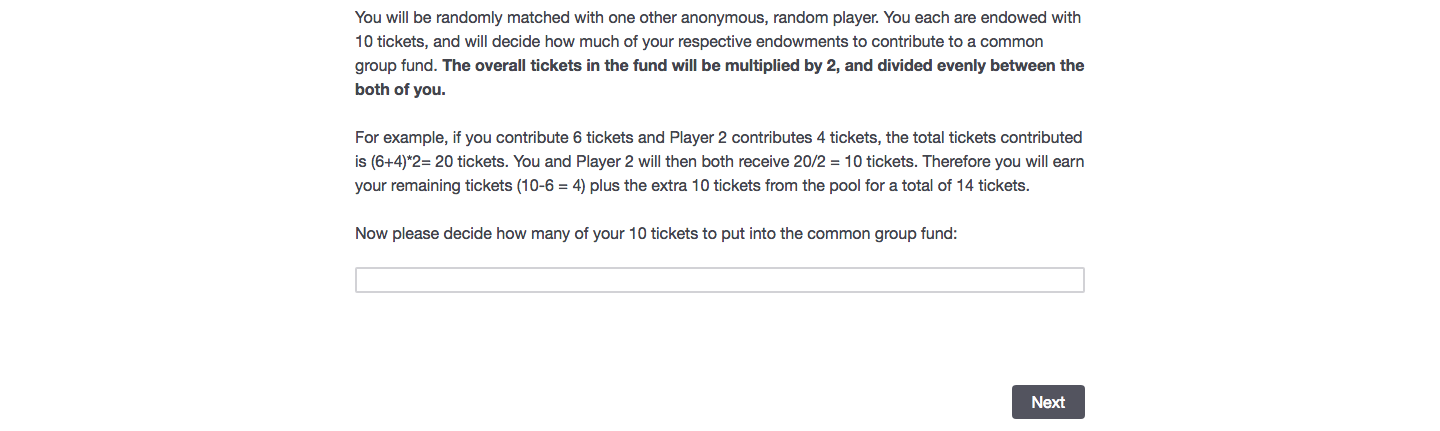 You will be randomly matched with one other anonymous, random player. You each are endowed with
10 tickets, and will decide how much of your respective endowments to contribute to a common
group fund. The overall tickets in the fund will be multiplied by 2, and divided evenly between the
both of you.
For example, if you contribute 6 tickets and Player 2 contributes 4 tickets, the total tickets contributed
is (6+4)*2= 20 tickets. You and Player 2 will then both receive 20/2 = 10 tickets. Therefore you will earn
your remaining tickets (10-6 = 4) plus the extra 10 tickets from the pool for a total of 14 tickets.
Now please decide how many of your 10 tickets to put into the common group fund:
Next